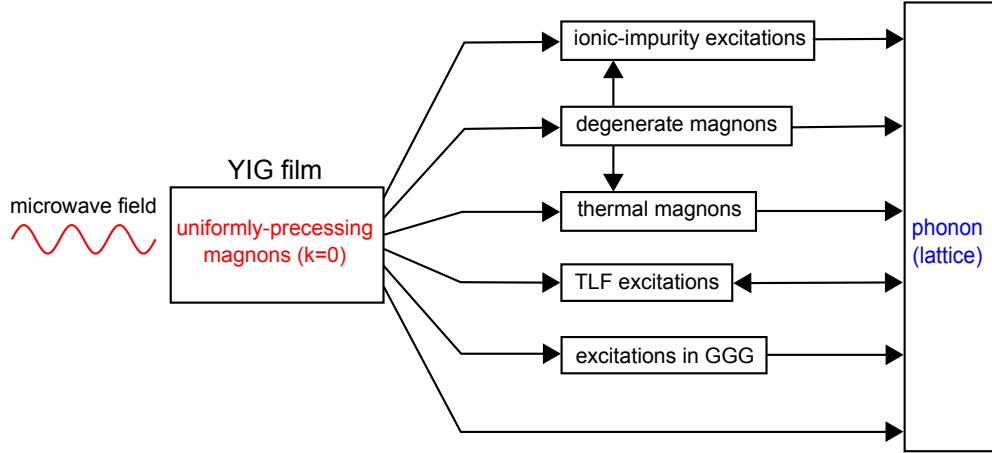 ionic-impurity excitations
degenerate magnons
YIG film
microwave field
uniformly-precessing
magnons (k=0)
thermal magnons
phonon
(lattice)
TLF excitations
excitations in GGG